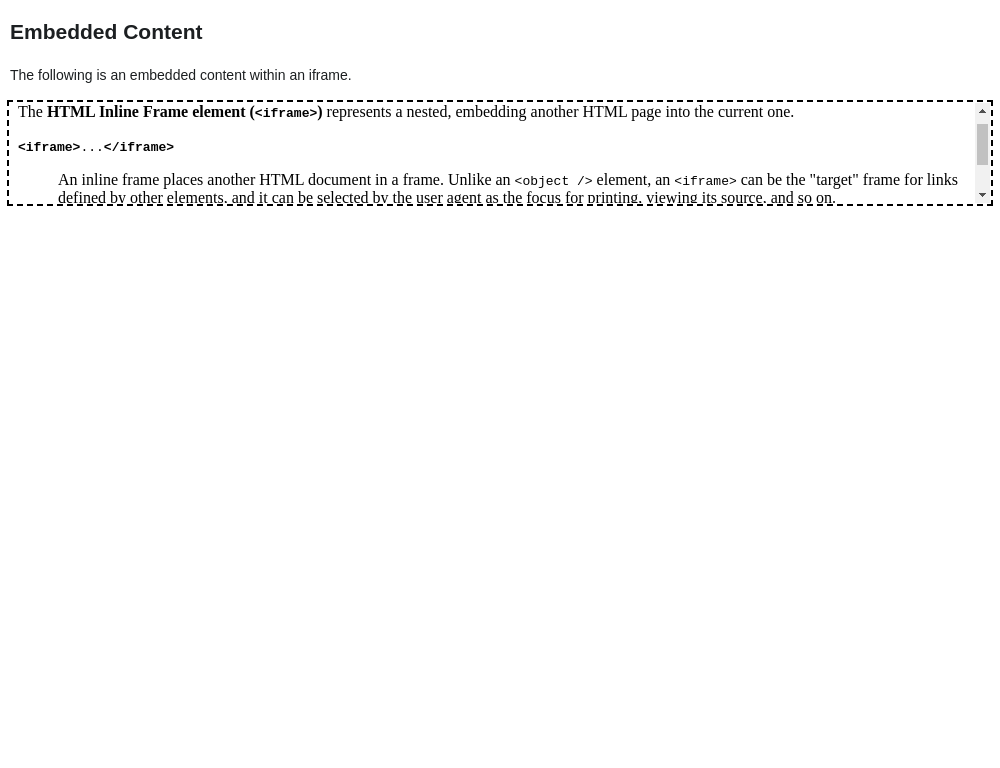 Embedded Content
The following is an embedded content within an iframe.
The HTML Inline Frame element (<iframe>) represents a nested, embedding another HTML page into the current one.
<iframe>...</iframe>
An inline frame places another HTML document in a frame. Unlike an <object /> element, an <iframe> can be the "target" frame for links
defined by other elements, and it can be selected by the user agent as the focus for printing, viewing its source, and so on.